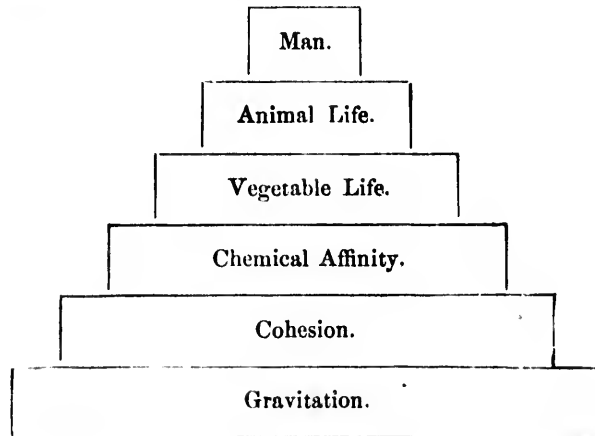 Man.
Animal Life.
Vegetable Life.
Chemical Affinity.
Cohesion.
Gravitation.